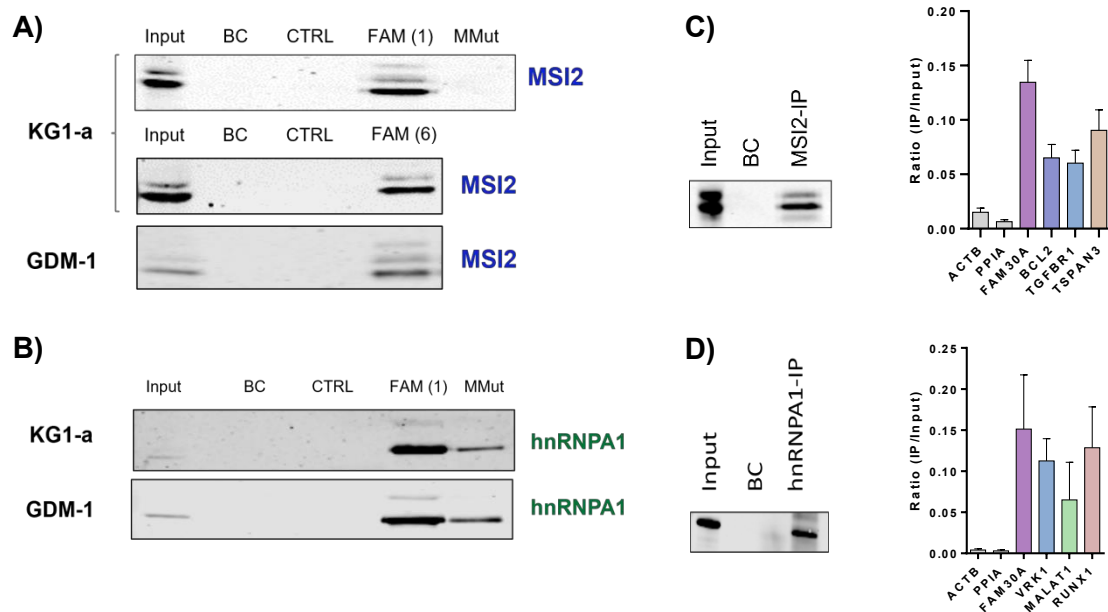 A)
Input BC CTRL FAM (1) MMut
MSI2
KG1-a
Input BC CTRL FAM (6)
MSI2
GDM-1
MSI2
B)
Input BC CTRL FAM (1) MMut
KG1-a
hnRNPA1
GDM-1
hnRNPA1
C)
Input
BC
MSI2-IP
Ratio (IP/Input)
0.20
0.15
0.10
0.05
0.00
ACTB
PPIA
FAM30A
BCL2
TGFBR1
TSPAN3
D)
Input
BC
hnRNPA1-IP
Ratio (IP/Input)
0.25
0.20
0.15
0.10
0.05
0.00
ACTB
PPIA
FAM30A
VRK1
MALAT1
RUNX1